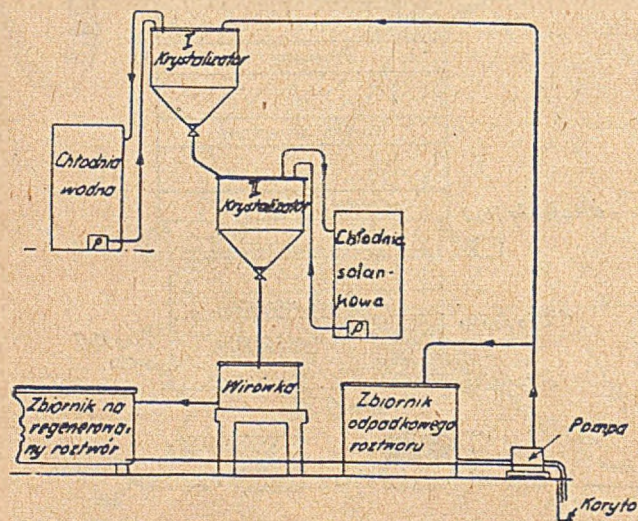 I
Krystalizator
Chłodnia
wodna
P
II
Krystalizator
Chłodnia
solan-
kowa
P
Wirówka
Zbiornik na
regenerowa-
ny roztwór
Zbiornik
odpadkowego
roztworu
Pompa
Koryto